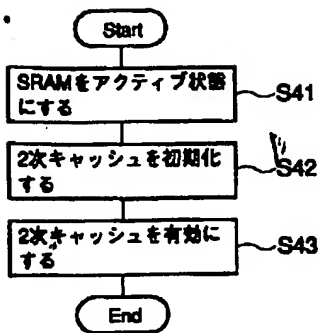 Start
SRAMをアクティブ状態
にする
S41
2次キャッシュを初期化
する
S42
2次キャッシュを有効に
する
S43
End